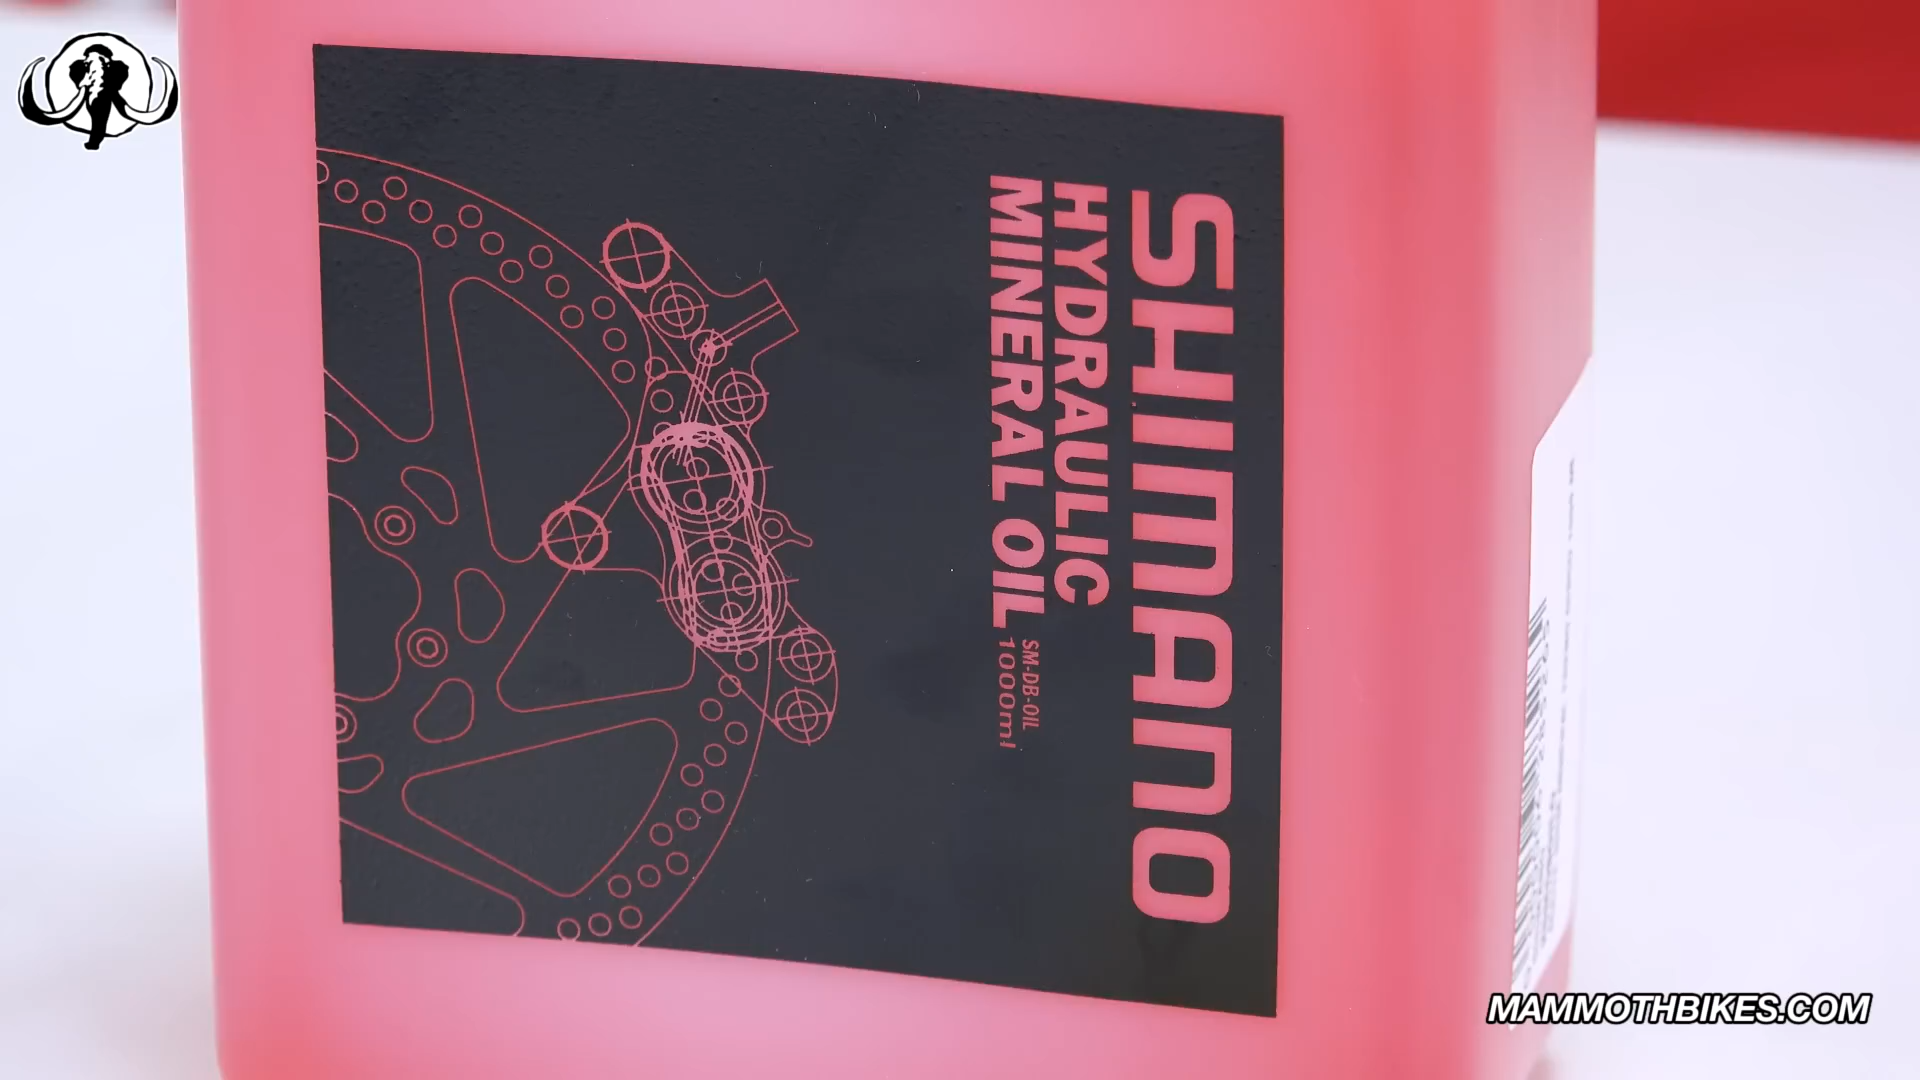 SHIMANO
HYDRAULIC
MINERAL OIL
SM-DB-OIL
1000ml
MAMMOTHBIKES.COM